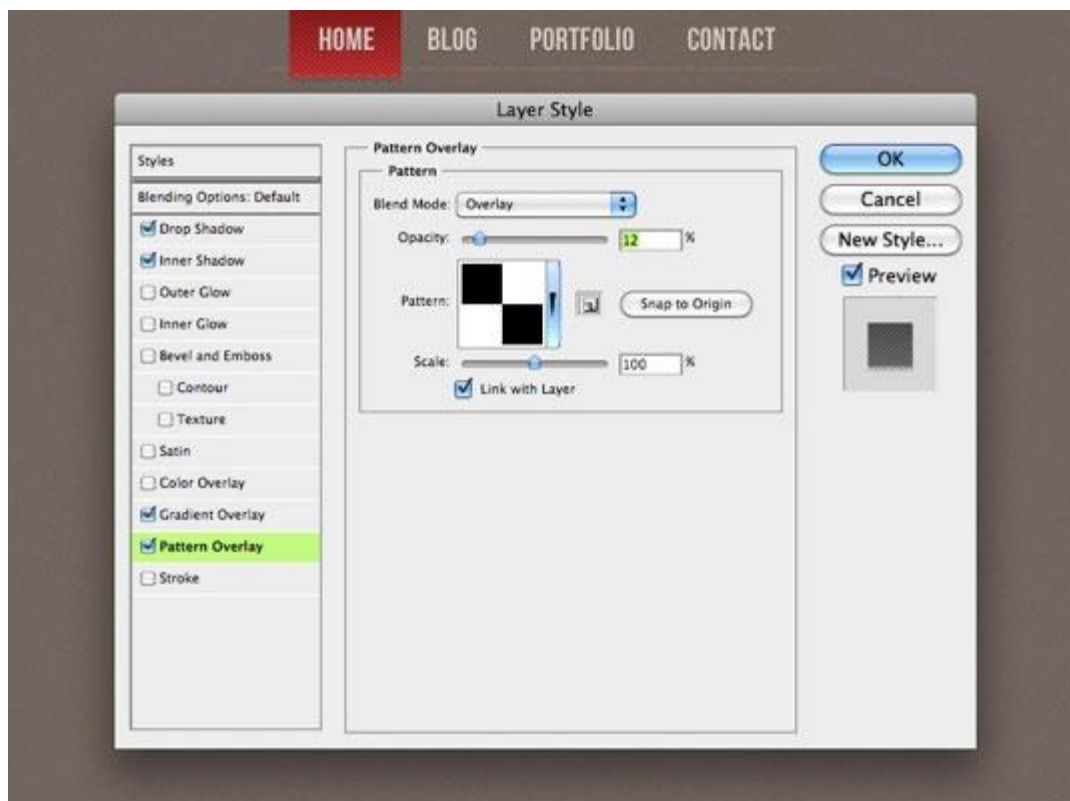 HOME BLOG PORTFOLIO CONTACT
Layer Style
Styles
Blending Options: Default
Drop Shadow
Inner Shadow
Outer Glow
Inner Glow
Bevel and Emboss
Contour
Texture
Satin
Color Overlay
Gradient Overlay
Pattern Overlay
Stroke
Pattern Overlay
Pattern
Blend Mode: Overlay
Opacity: 12 %
Pattern: Snap to Origin
Scale: 100 %
Link with Layer
OK
Cancel
New Style...
Preview